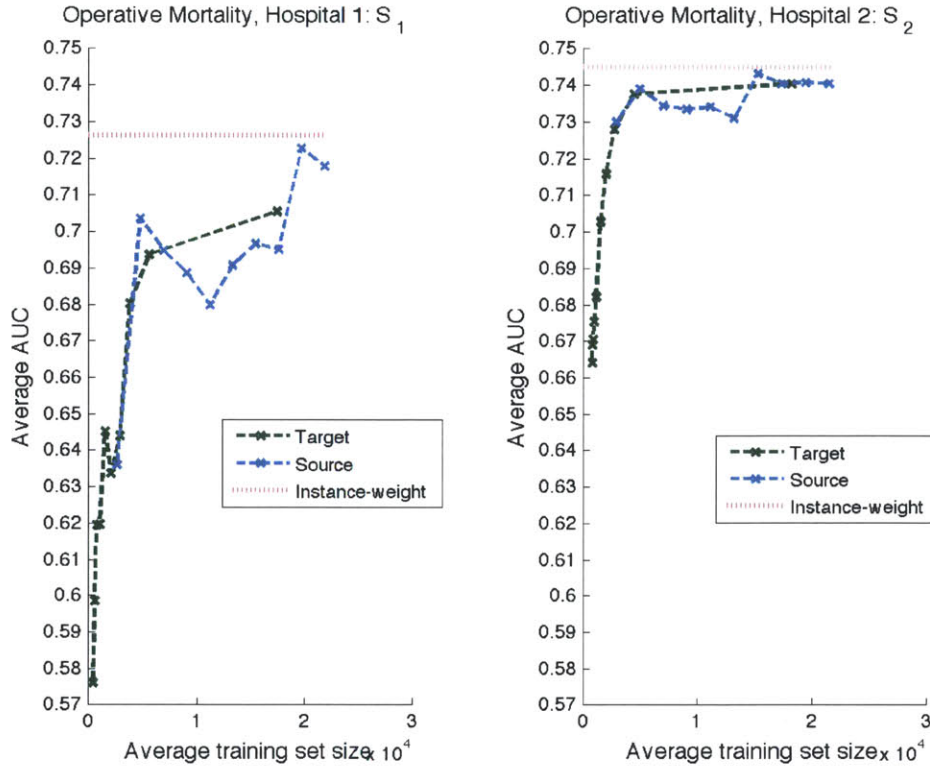 Operative Mortality, Hospital 1: S1
0.75
0.74
0.73
0.72
0.71
0.7
0.69
0.68
0.67
0.66
0.65
0.64
0.63
0.62
0.61
0.6
0.59
0.58
0.57
Average AUC
Target
Source
Instance-weight
0 1 2 3
Average training set size x 10^4
Operative Mortality, Hospital 2: S2
0.75
0.74
0.73
0.72
0.71
0.7
0.69
0.68
0.67
0.66
0.65
0.64
0.63
0.62
0.61
0.6
0.59
0.58
0.57
Average AUC
Target
Source
Instance-weight
0 1 2 3
Average training set size x 10^4